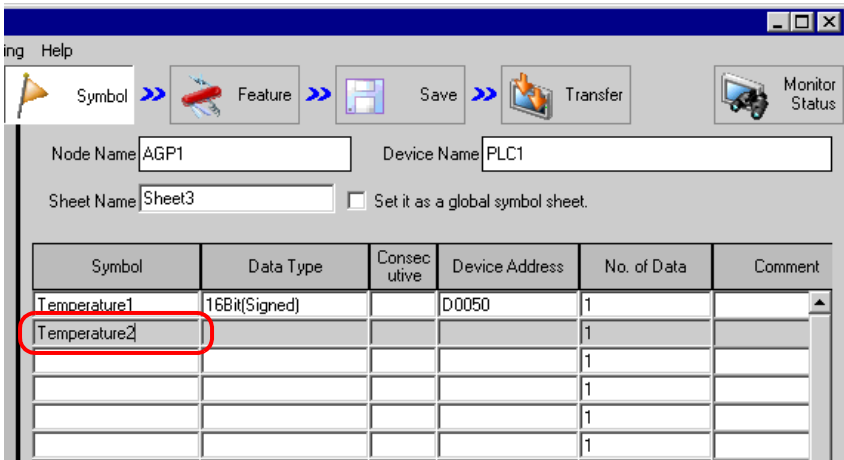 ing Help
Symbol Feature Save Transfer Monitor Status
Node Name AGP1 Device Name PLC1
Sheet Name Sheet3 Set it as a global symbol sheet.
Symbol Data Type Consec utive Device Address No. of Data Comment
Temperature1 16Bit(Signed) D0050 1
Temperature2 1
1
1
1
1